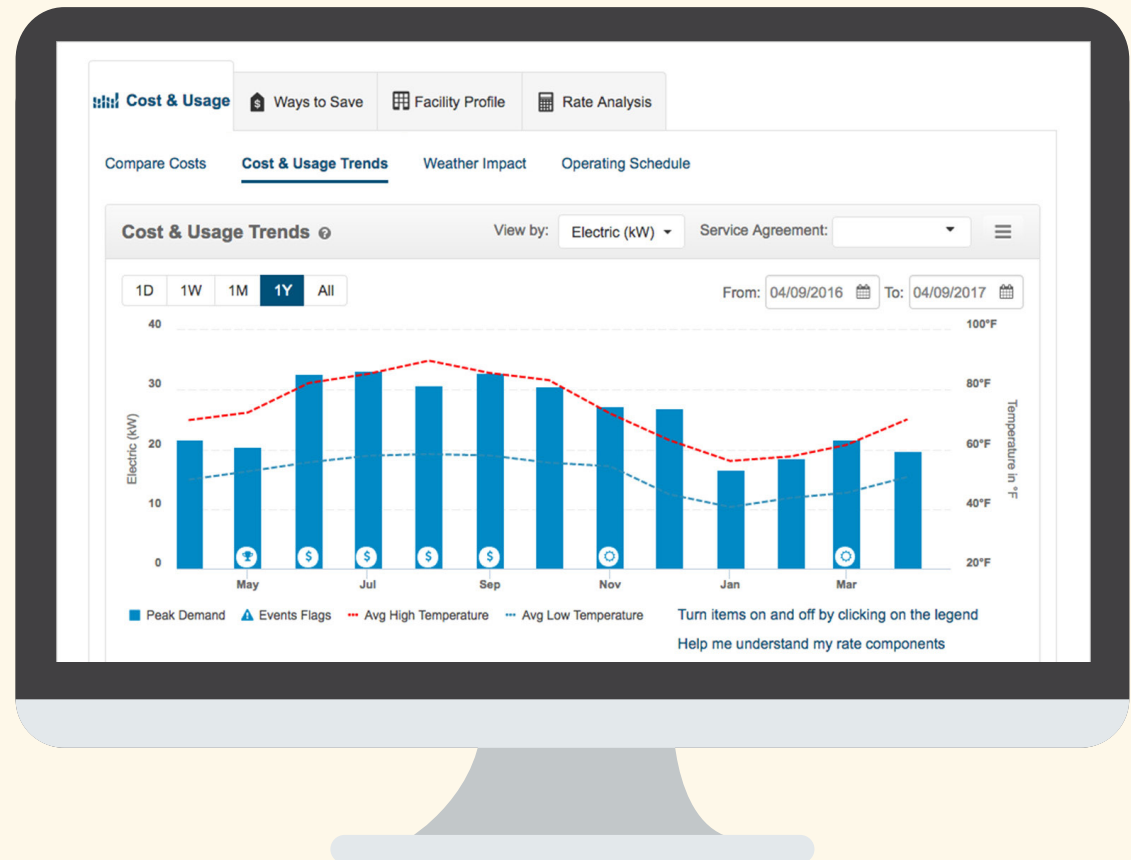 Cost & Usage Ways to Save Facility Profile Rate Analysis
Compare Costs Cost & Usage Trends Weather Impact Operating Schedule
Cost & Usage Trends ? View by: Electric (kW) Service Agreement:
1D 1W 1M 1Y All From: 04/09/2016 To: 04/09/2017
40 100°F
30 80°F
20 60°F
10 40°F
0 20°F
Electric (kW)
Temperature in °F
$ $ $ $
May Jul Sep Nov Jan Mar
Peak Demand Events Flags Avg High Temperature Avg Low Temperature Turn items on and off by clicking on the legend
Help me understand my rate components